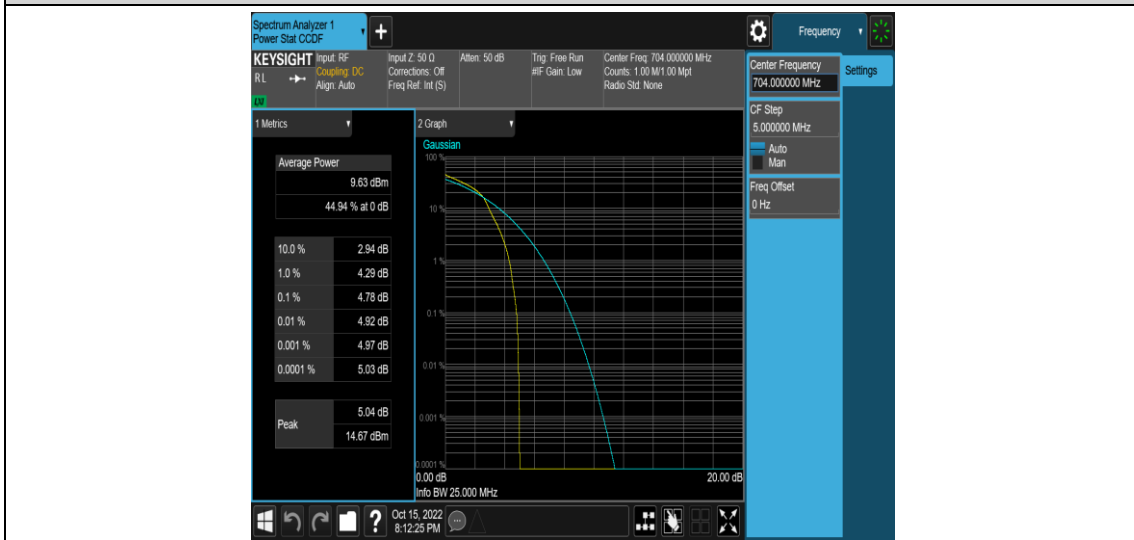 Spectrum Analyzer 1
Power Stat CCDF
+
Frequency
KEYSIGHT
RL
LXI
Input: RF
Coupling: DC
Align: Auto
Input Z: 50 Ω
Corrections: Off
Freq Ref: Int (S)
Atten: 50 dB
Trig: Free Run
#IF Gain: Low
Center Freq: 704.000000 MHz
Counts: 1.00 M/1.00 Mpt
Radio Std: None
Center Frequency
704.000000 MHz
Settings
CF Step
5.000000 MHz
Auto
Man
Freq Offset
0 Hz
1 Metrics
Average Power
9.63 dBm
44.94 % at 0 dB
10.0 % 2.94 dB
1.0 % 4.29 dB
0.1 % 4.78 dB
0.01 % 4.92 dB
0.001 % 4.97 dB
0.0001 % 5.03 dB
Peak
5.04 dB
14.67 dBm
2 Graph
Gaussian
100 %
10 %
1 %
0.1 %
0.01 %
0.001 %
0.0001 %
0.00 dB
20.00 dB
Info BW 25.000 MHz
?
Oct 15, 2022
8:12:25 PM